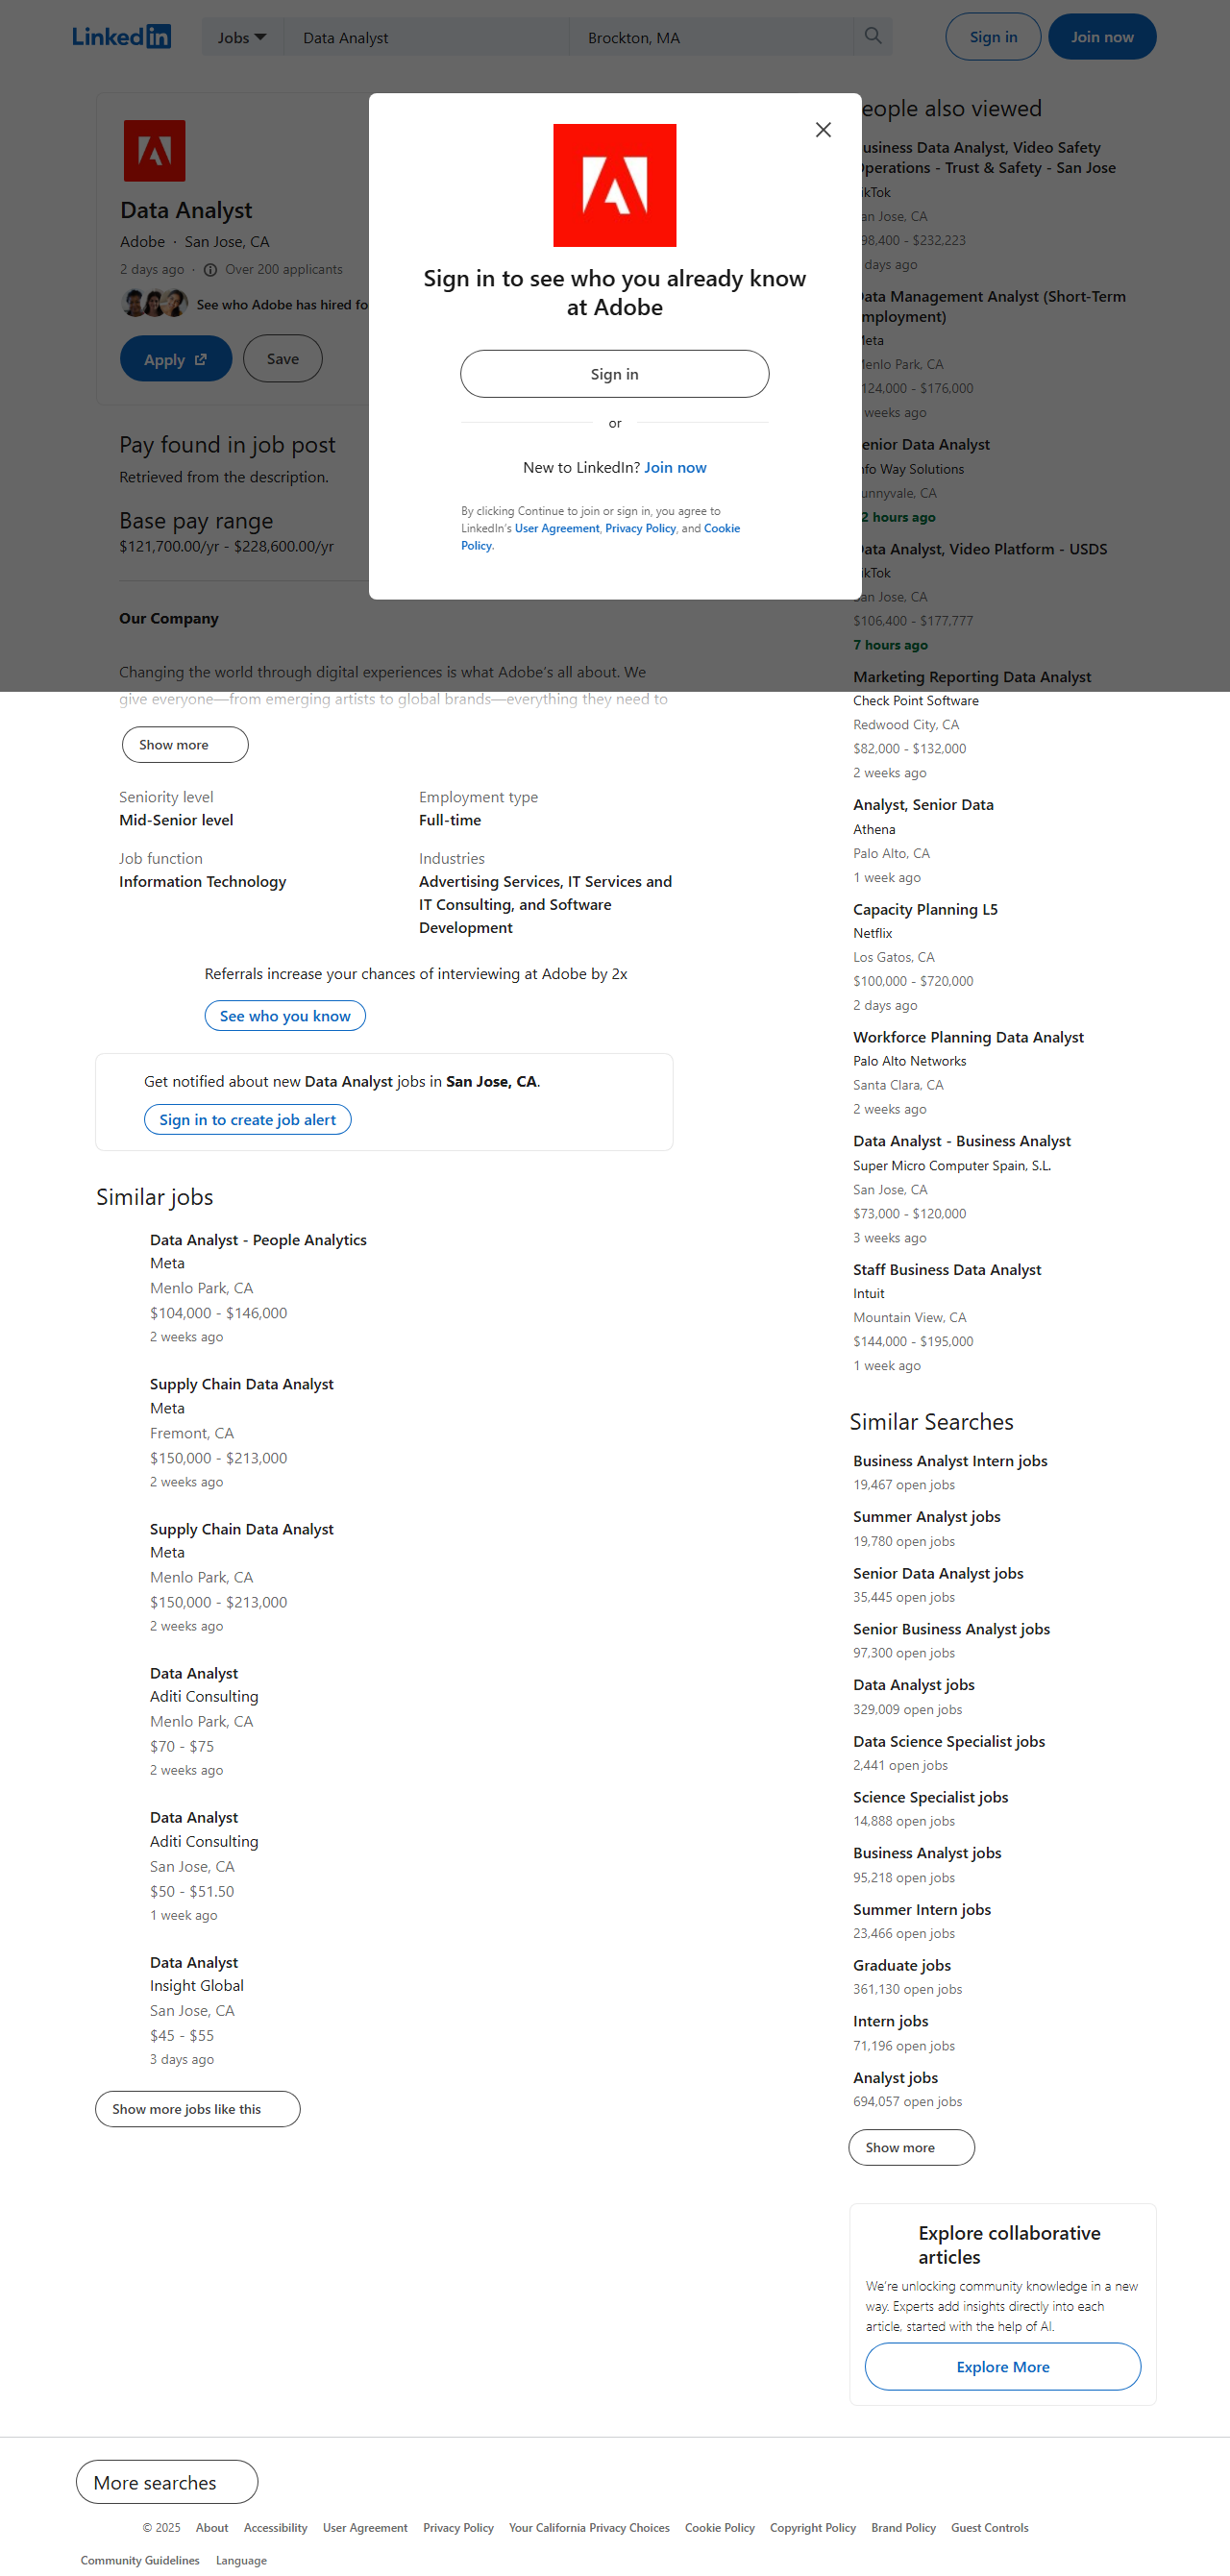 LinkedIn
Jobs
Data Analyst
Brockton, MA
Sign in
Join now
Data Analyst
Adobe · San Jose, CA
2 days ago · Over 200 applicants
See who Adobe has hired fo
Apply
Save
Pay found in job post
Retrieved from the description.
Base pay range
$121,700.00/yr - $228,600.00/yr
Our Company
Changing the world through digital experiences is what Adobe's all about. We
give everyone—from emerging artists to global brands—everything they need to
Show more
Sign in to see who you already know
at Adobe
Sign in
or
New to LinkedIn? Join now
By clicking Continue to join or sign in, you agree to
LinkedIn's User Agreement, Privacy Policy, and Cookie
Policy.
Seniority level
Mid-Senior level
Employment type
Full-time
Job function
Information Technology
Industries
Advertising Services, IT Services and
IT Consulting, and Software
Development
Referrals increase your chances of interviewing at Adobe by 2x
See who you know
Get notified about new Data Analyst jobs in San Jose, CA.
Sign in to create job alert
Similar jobs
Data Analyst - People Analytics
Meta
Menlo Park, CA
$104,000 - $146,000
2 weeks ago
Supply Chain Data Analyst
Meta
Fremont, CA
$150,000 - $213,000
2 weeks ago
Supply Chain Data Analyst
Meta
Menlo Park, CA
$150,000 - $213,000
2 weeks ago
Data Analyst
Aditi Consulting
Menlo Park, CA
$70 - $75
2 weeks ago
Data Analyst
Aditi Consulting
San Jose, CA
$50 - $51.50
1 week ago
Data Analyst
Insight Global
San Jose, CA
$45 - $55
3 days ago
Show more jobs like this
eople also viewed
usiness Data Analyst, Video Safety
perations - Trust & Safety - San Jose
kTok
an Jose, CA
98,400 - $232,223
days ago
ata Management Analyst (Short-Term
mployment)
eta
enlo Park, CA
124,000 - $176,000
weeks ago
enior Data Analyst
nfo Way Solutions
unnyvale, CA
2 hours ago
ata Analyst, Video Platform - USDS
ikTok
an Jose, CA
$106,400 - $177,777
7 hours ago
Marketing Reporting Data Analyst
Check Point Software
Redwood City, CA
$82,000 - $132,000
2 weeks ago
Analyst, Senior Data
Athena
Palo Alto, CA
1 week ago
Capacity Planning L5
Netflix
Los Gatos, CA
$100,000 - $720,000
2 days ago
Workforce Planning Data Analyst
Palo Alto Networks
Santa Clara, CA
2 weeks ago
Data Analyst - Business Analyst
Super Micro Computer Spain, S.L.
San Jose, CA
$73,000 - $120,000
3 weeks ago
Staff Business Data Analyst
Intuit
Mountain View, CA
$144,000 - $195,000
1 week ago
Similar Searches
Business Analyst Intern jobs
19,467 open jobs
Summer Analyst jobs
19,780 open jobs
Senior Data Analyst jobs
35,445 open jobs
Senior Business Analyst jobs
97,300 open jobs
Data Analyst jobs
329,009 open jobs
Data Science Specialist jobs
2,441 open jobs
Science Specialist jobs
14,888 open jobs
Business Analyst jobs
95,218 open jobs
Summer Intern jobs
23,466 open jobs
Graduate jobs
361,130 open jobs
Intern jobs
71,196 open jobs
Analyst jobs
694,057 open jobs
Show more
Explore collaborative
articles
We're unlocking community knowledge in a new
way. Experts add insights directly into each
article, started with the help of AI.
Explore More
More searches
© 2025 About Accessibility User Agreement Privacy Policy Your California Privacy Choices Cookie Policy Copyright Policy Brand Policy Guest Controls
Community Guidelines Language